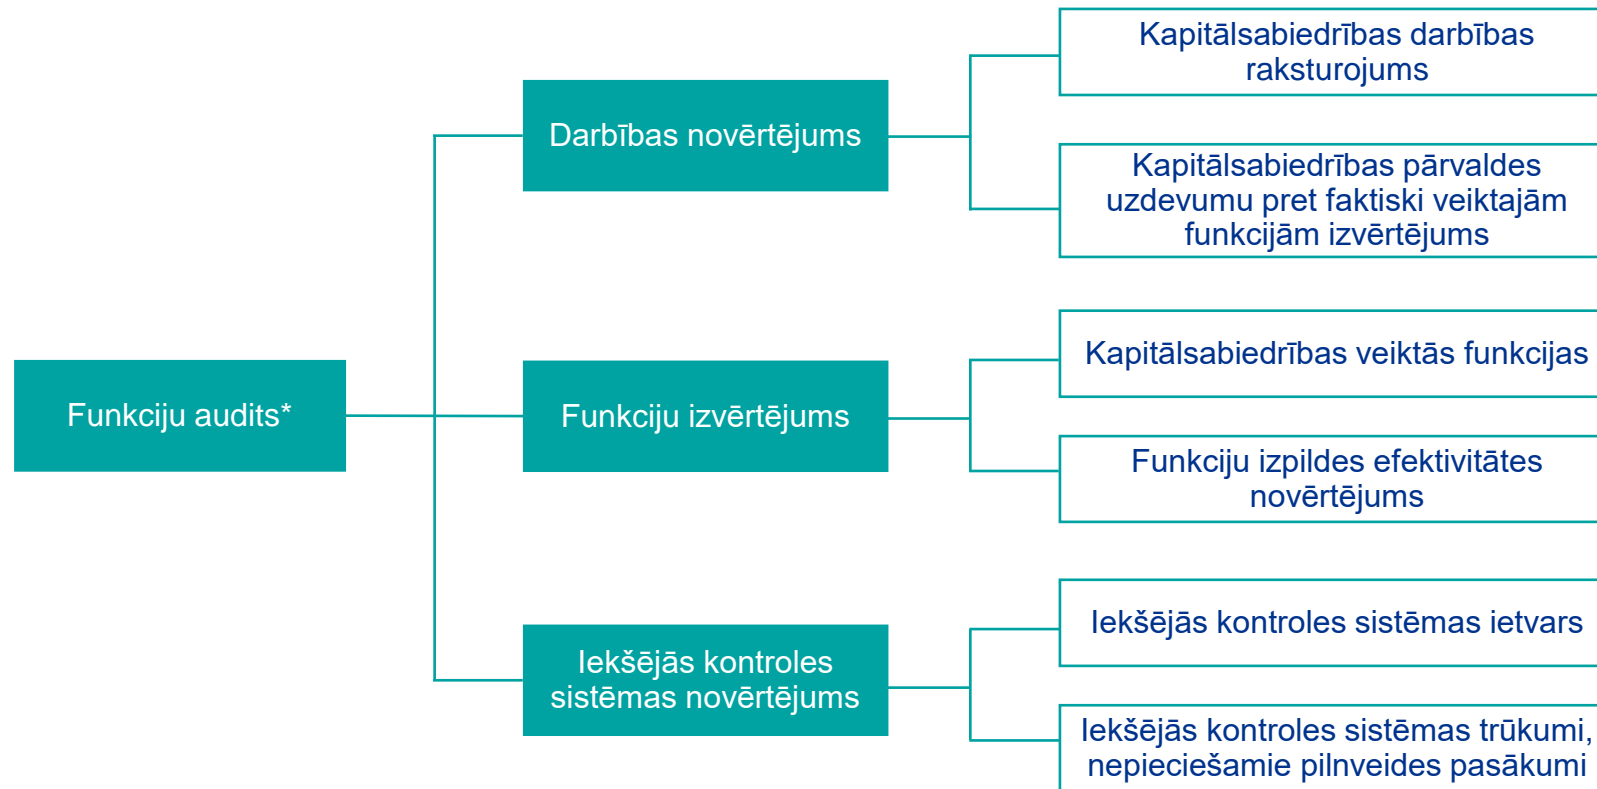 Funkciju audits*
Darbības novērtējums
Kapitālsabiedrības darbības
raksturojums
Kapitālsabiedrības pārvaldes
uzdevumu pret faktiski veiktajām
funkcijām izvērtējums
Funkciju izvērtējums
Kapitālsabiedrības veiktās funkcijas
Funkciju izpildes efektivitātes
novērtējums
Iekšējās kontroles
sistēmas novērtējums
Iekšējās kontroles sistēmas ietvars
Iekšējās kontroles sistēmas trūkumi,
nepieciešamie pilnveides pasākumi